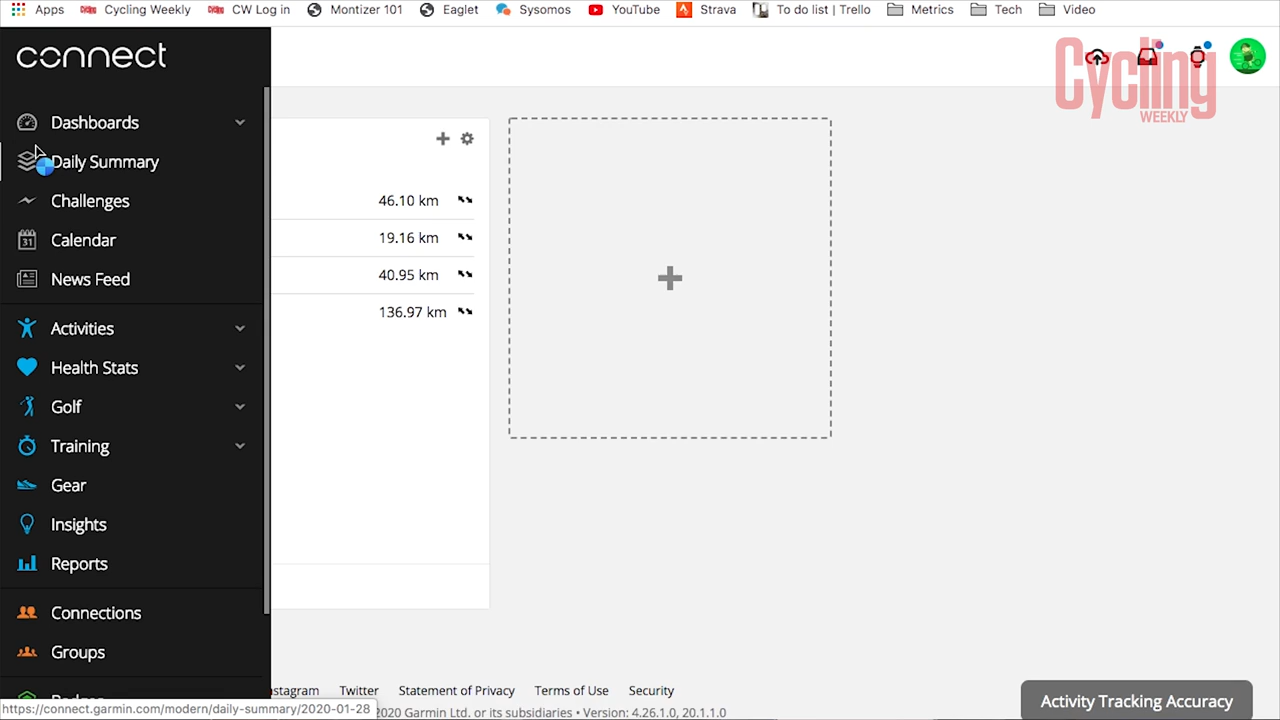 Apps Cycling Weekly CW Log in Montizer 101 Eaglet Sysomos YouTube Strava To do list | Trello Metrics Tech Video
connect
Cycling
WEEKLY
Dashboards
Daily Summary
Challenges
31 Calendar
News Feed
Activities
Health Stats
Golf
Training
Gear
Insights
Reports
Connections
Groups
46.10 km
19.16 km
40.95 km
136.97 km
Twitter Statement of Privacy Terms of Use Security
2020 Garmin Ltd. or its subsidiaries • Version: 4.26.1.0, 20.1.1.0
Activity Tracking Accuracy
https://connect.garmin.com/modern/daily-summary/2020-01-28